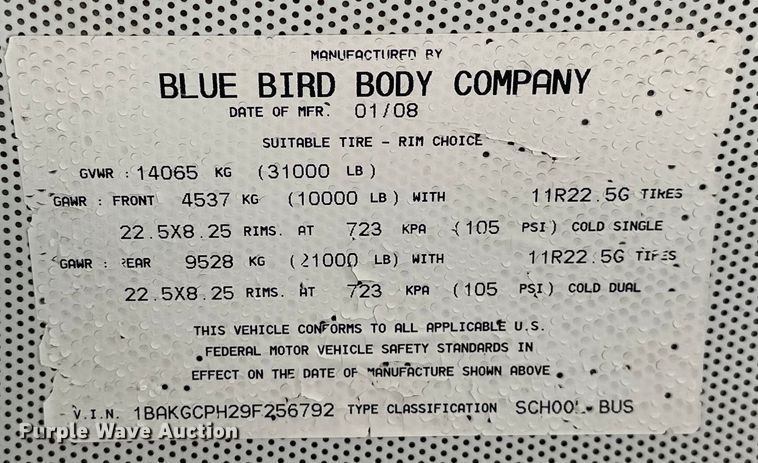 MANUFACTURED BY
BLUE BIRD BODY COMPANY
DATE OF MFR. 01/08
SUITABLE TIRE - RIM CHOICE
GVWR : 14065 KG (31000 LB)
GAWR : FRONT 4537 KG (10000 LB) WITH 11R22.5G TIRES
22.5X8.25 RIMS. AT 723 KPA (105 PSI) COLD SINGLE
GAWR : REAR 9528 KG (21000 LB) WITH 11R22.5G TIRES
22.5X8.25 RIMS. AT 723 KPA (105 PSI) COLD DUAL
THIS VEHICLE CONFORMS TO ALL APPLICABLE U.S.
FEDERAL MOTOR VEHICLE SAFETY STANDARDS IN
EFFECT ON THE DATE OF MANUFACTURE SHOWN ABOVE
V.I.N. 1BAKGCPH29F256792 TYPE CLASSIFICATION SCHOOL BUS
Purple Wave Auction